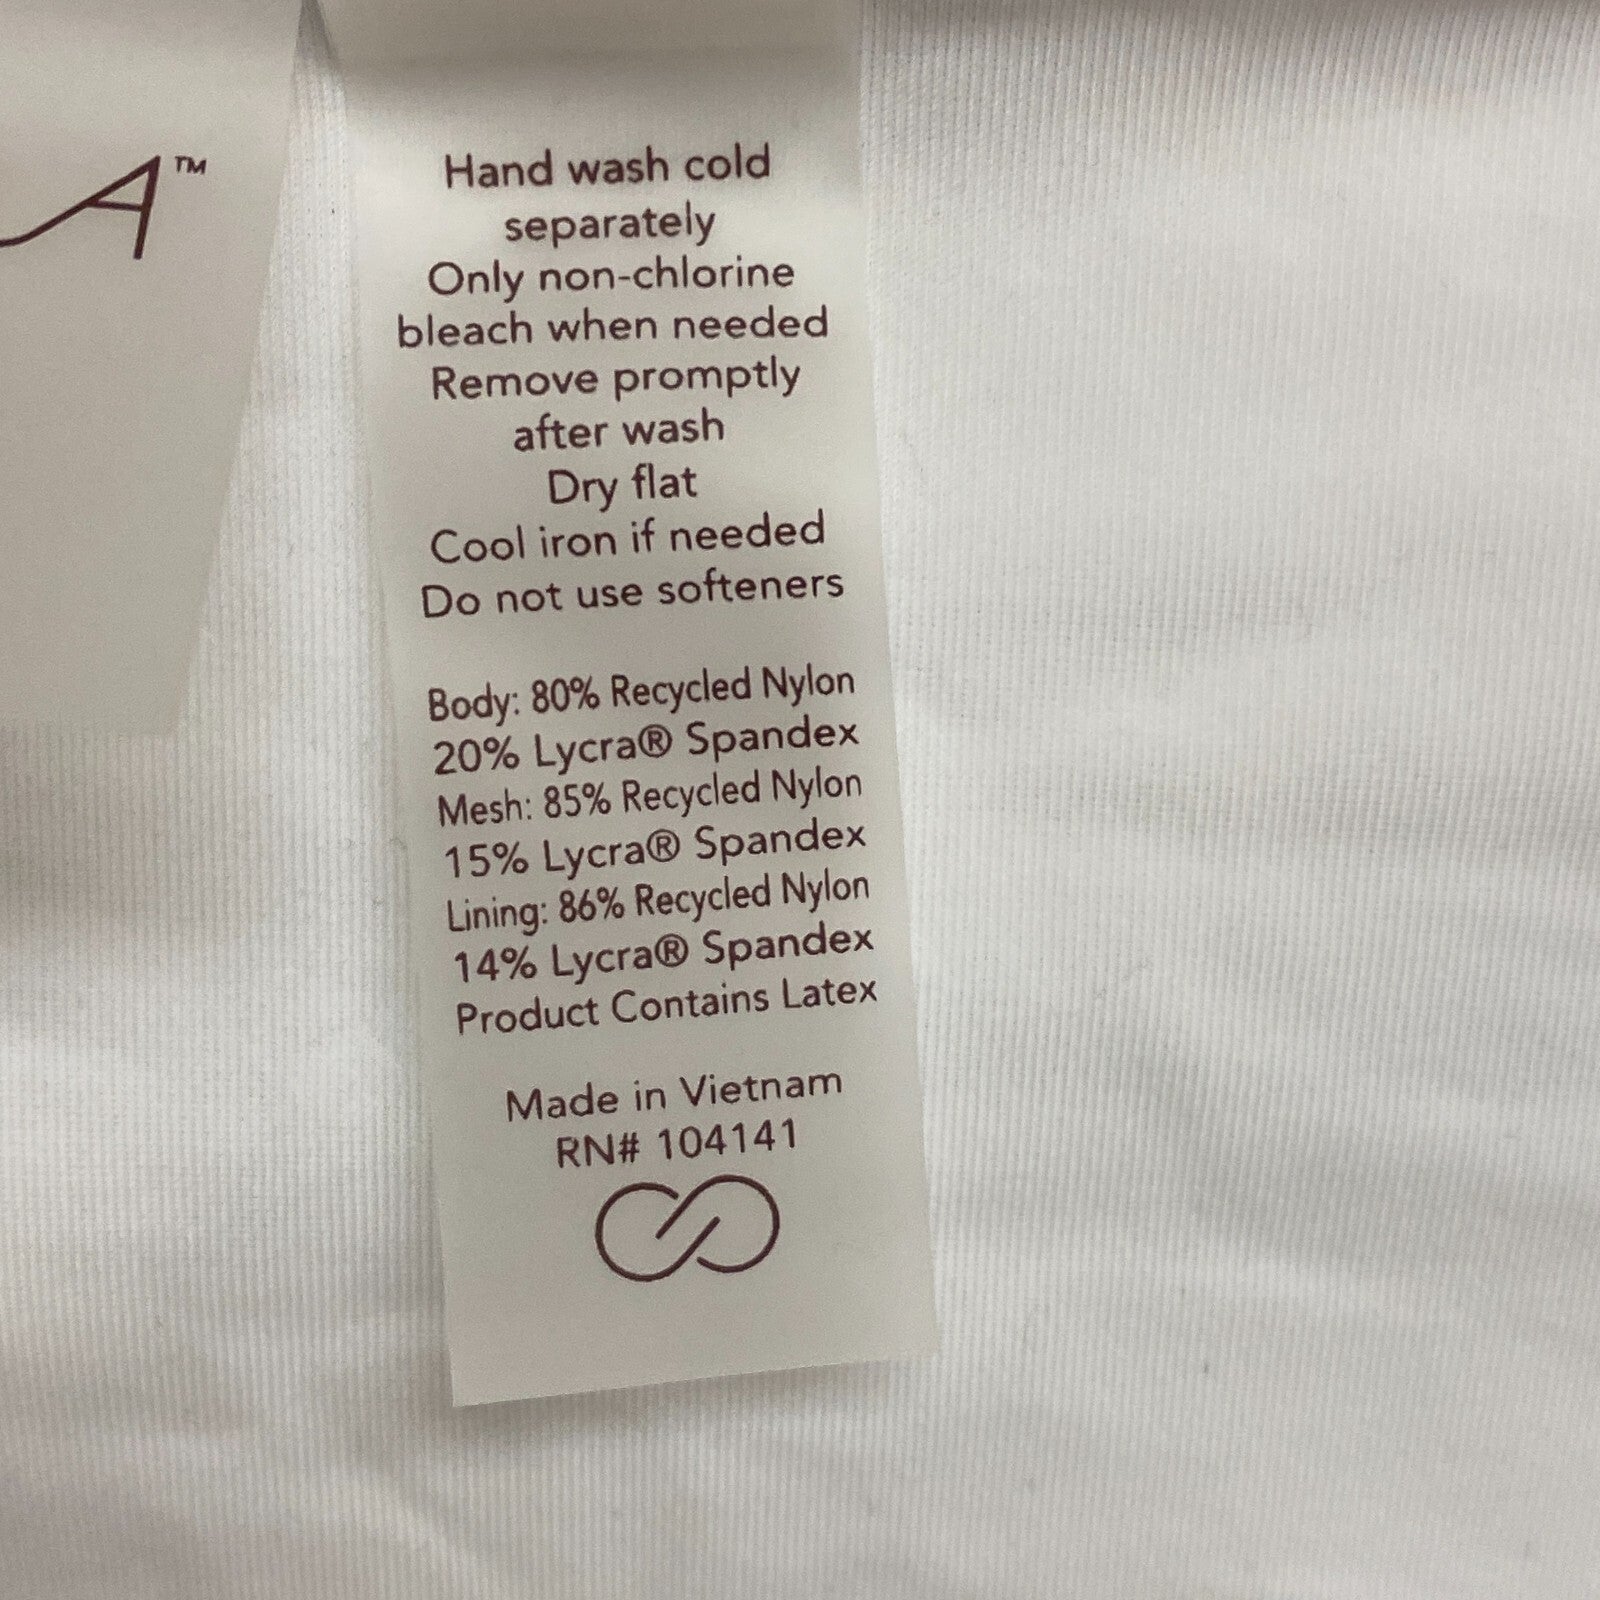 A™
Hand wash cold
separately
Only non-chlorine
bleach when needed
Remove promptly
after wash
Dry flat
Cool iron if needed
Do not use softeners
Body: 80% Recycled Nylon
20% Lycra® Spandex
Mesh: 85% Recycled Nylon
15% Lycra® Spandex
Lining: 86% Recycled Nylon
14% Lycra® Spandex
Product Contains Latex
Made in Vietnam
RN# 104141